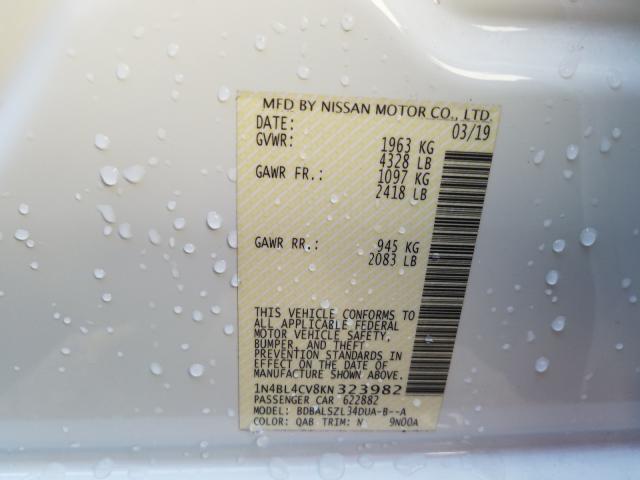 MFD BY NISSAN MOTOR CO., LTD.
DATE: 03/19
GVWR: 1963 KG
4328 LB
GAWR FR.: 1097 KG
2418 LB
GAWR RR.: 945 KG
2083 LB
THIS VEHICLE CONFORMS TO
ALL APPLICABLE FEDERAL
MOTOR VEHICLE SAFETY,
BUMPER, AND THEFT
PREVENTION STANDARDS IN
EFFECT ON THE DATE OF
MANUFACTURE SHOWN ABOVE.
1N4BL4CV8KN323982
PASSENGER CAR 622882
MODEL: BDBALSZL34DUA-B--A
COLOR: QAB TRIM: N 9N00A